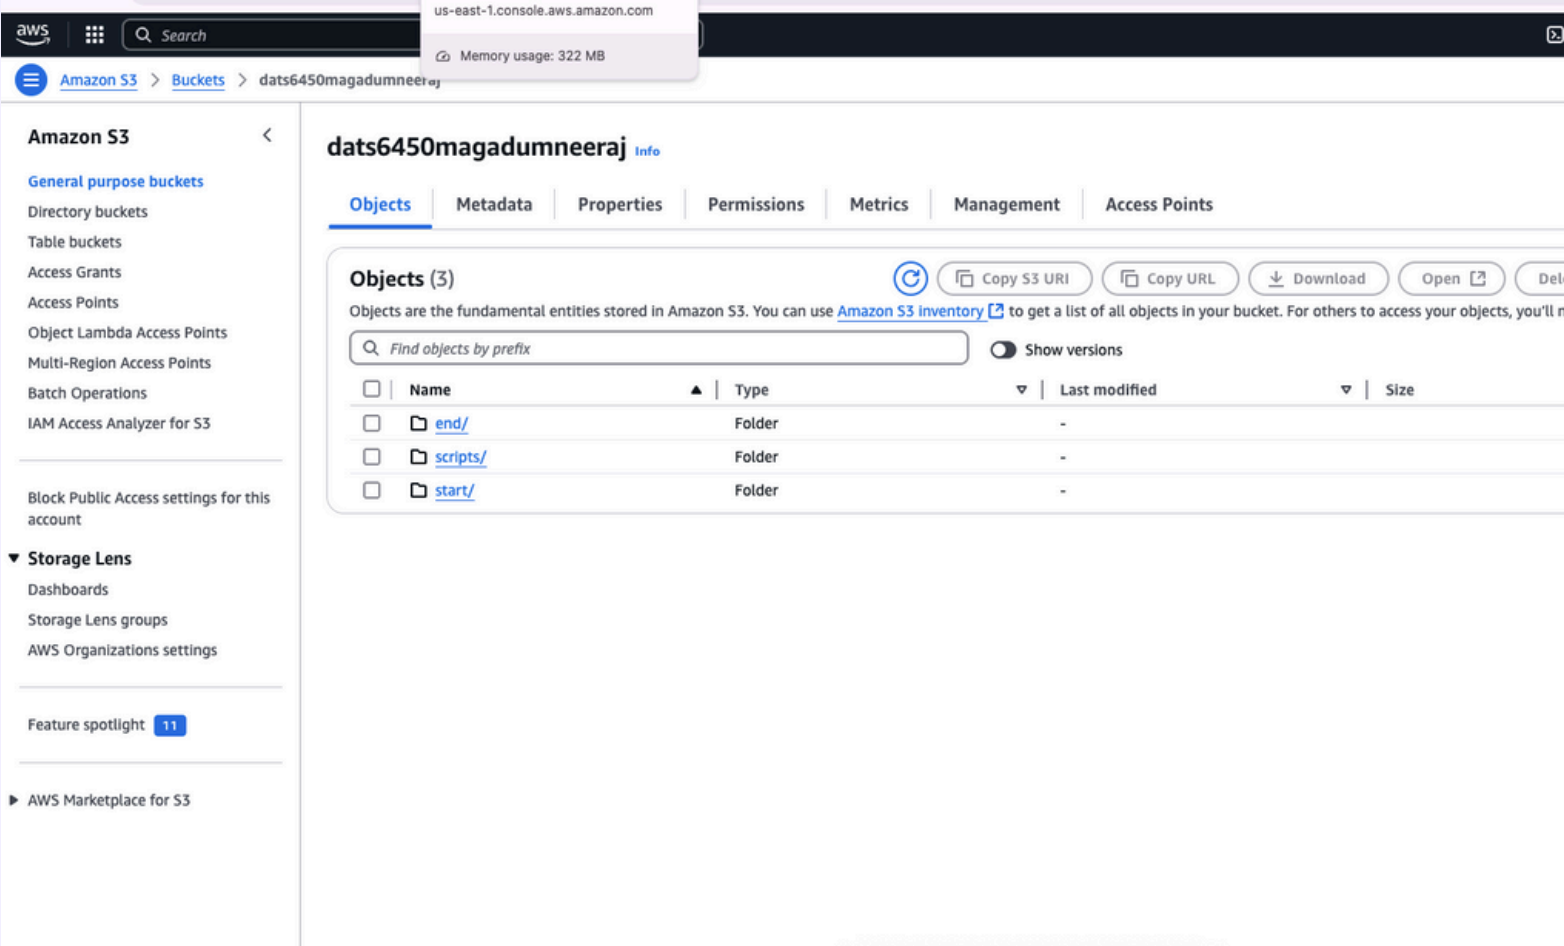 us-east-1.console.aws.amazon.com
aws Search
Memory usage: 322 MB
Amazon S3 > Buckets > dats6450magadumneeraj
Amazon S3
General purpose buckets
Directory buckets
Table buckets
Access Grants
Access Points
Object Lambda Access Points
Multi-Region Access Points
Batch Operations
IAM Access Analyzer for S3
Block Public Access settings for this
account
Storage Lens
Dashboards
Storage Lens groups
AWS Organizations settings
Feature spotlight 11
AWS Marketplace for S3
dats6450magadumneeraj Info
Objects Metadata Properties Permissions Metrics Management Access Points
Objects (3) Copy S3 URI Copy URL Download Open
Objects are the fundamental entities stored in Amazon S3. You can use Amazon S3 inventory to get a list of all objects in your bucket. For others to access your objects, you'll
Find objects by prefix Show versions
Name Type Last modified Size
end/ Folder -
scripts/ Folder -
start/ Folder -